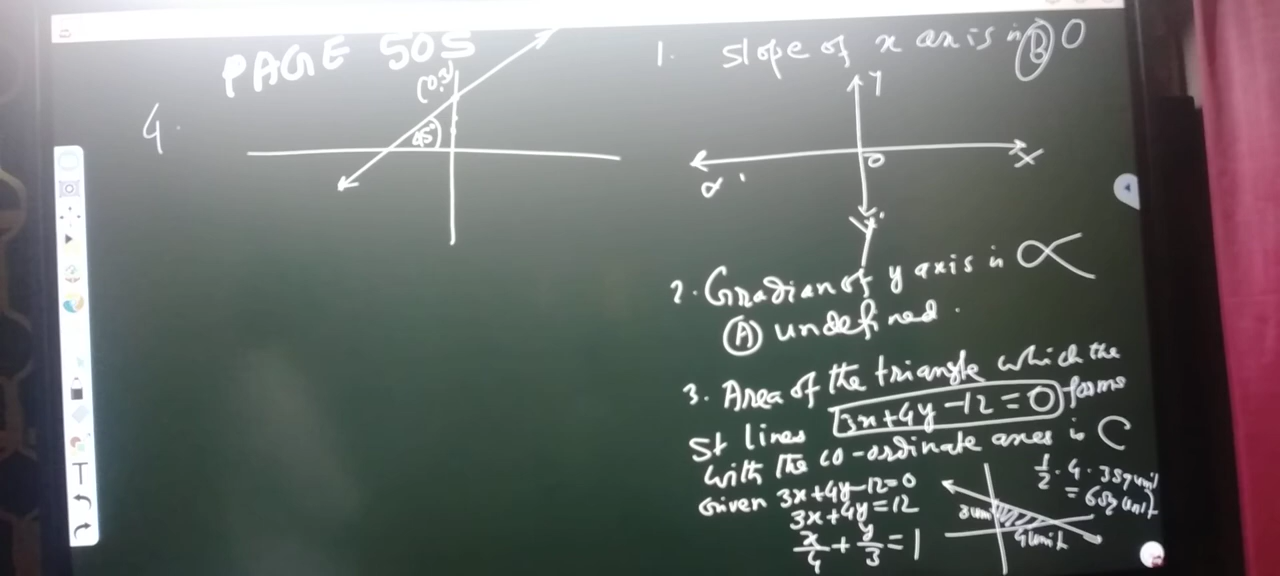 PAGE 505
4.
(0,3)
45°
1. Slope of x axis is (B) 0
Y
X
O
2. Gradian of y axis is ∝
(A) undefined.
3. Area of the triangle which the
St lines 3x+4y-12=0 forms
with the co-ordinate axes is C
Given 3x+4y-12=0
3x+4y=12
x/4 + y/3 = 1
1/2 · 4 · 3 sq unit
= 6 sq unit
3 unit
4 unit
T